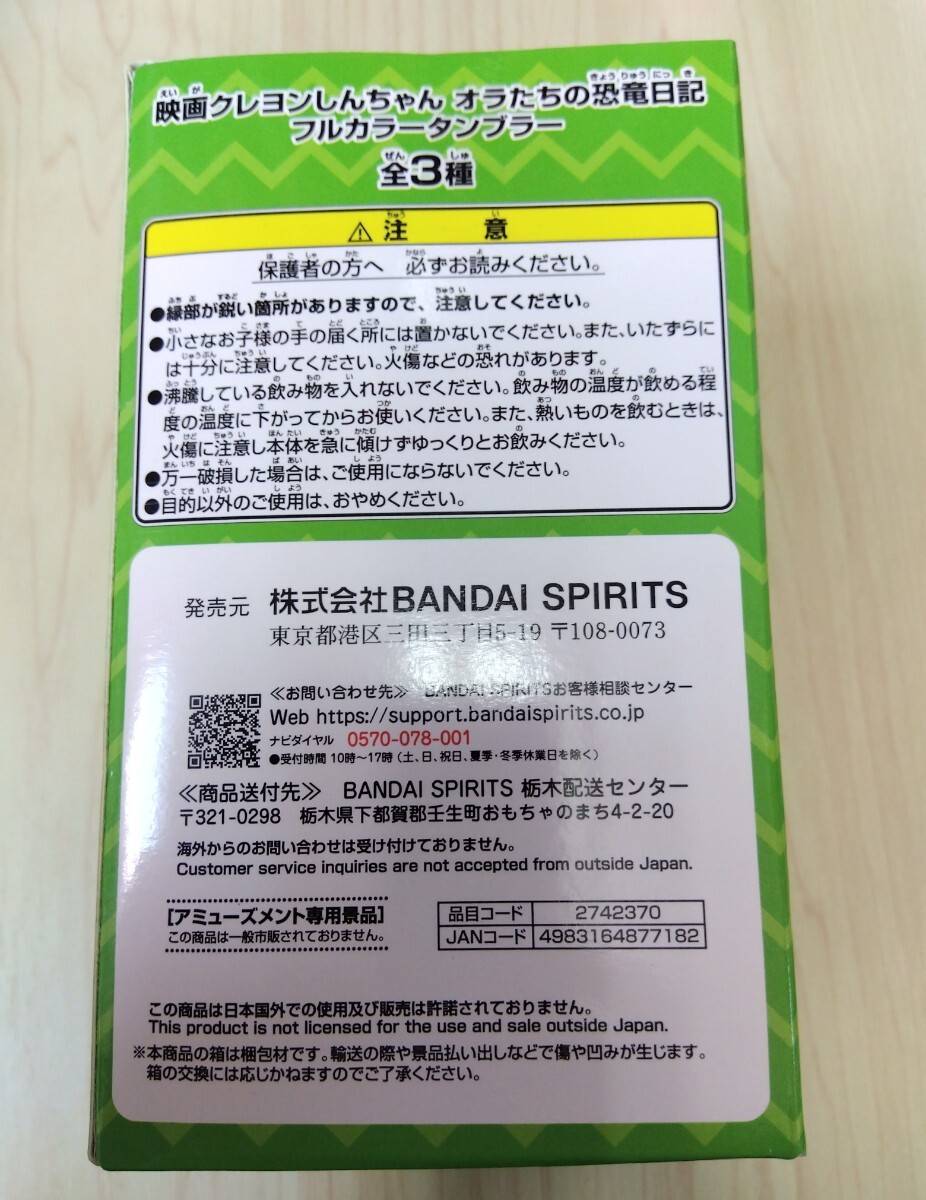 映画クレヨンしんちゃん オラたちの恐竜日記
フルカラータンブラー
全3種
⚠注 意
保護者の方へ 必ずお読みください。
●縁部が鋭い箇所がありますので、注意してください。
●小さなお子様の手の届く所には置かないでください。また、いたずらに
は十分に注意してください。火傷などの恐れがあります。
●沸騰している飲み物を入れないでください。飲み物の温度が飲める程
度の温度に下がってからお使いください。また、熱いものを飲むときは、
火傷に注意し本体を急に傾けずゆっくりとお飲みください。
●万一破損した場合は、ご使用にならないでください。
●目的以外のご使用は、おやめください。
発売元 株式会社BANDAI SPIRITS
東京都港区三田三丁目5-19 〒108-0073
≪お問い合わせ先≫ BANDAI SPIRITSお客様相談センター
Web https://support.bandaispirits.co.jp
ナビダイヤル 0570-078-001
●受付時間 10時～17時（土、日、祝日、夏季・冬季休業日を除く）
≪商品送付先≫ BANDAI SPIRITS 栃木配送センター
〒321-0298 栃木県下都賀郡壬生町おもちゃのまち4-2-20
海外からのお問い合わせは受け付けておりません。
Customer service inquiries are not accepted from outside Japan.
[アミューズメント専用景品]
この商品は一般市販されておりません。
品目コード 2742370
JANコード 4983164877182
この商品は日本国外での使用及び販売は許諾されておりません。
This product is not licensed for the use and sale outside Japan.
※本商品の箱は梱包材です。輸送の際や景品払い出しなどで傷や凹みが生じます。
箱の交換には応じかねますのでご了承ください。